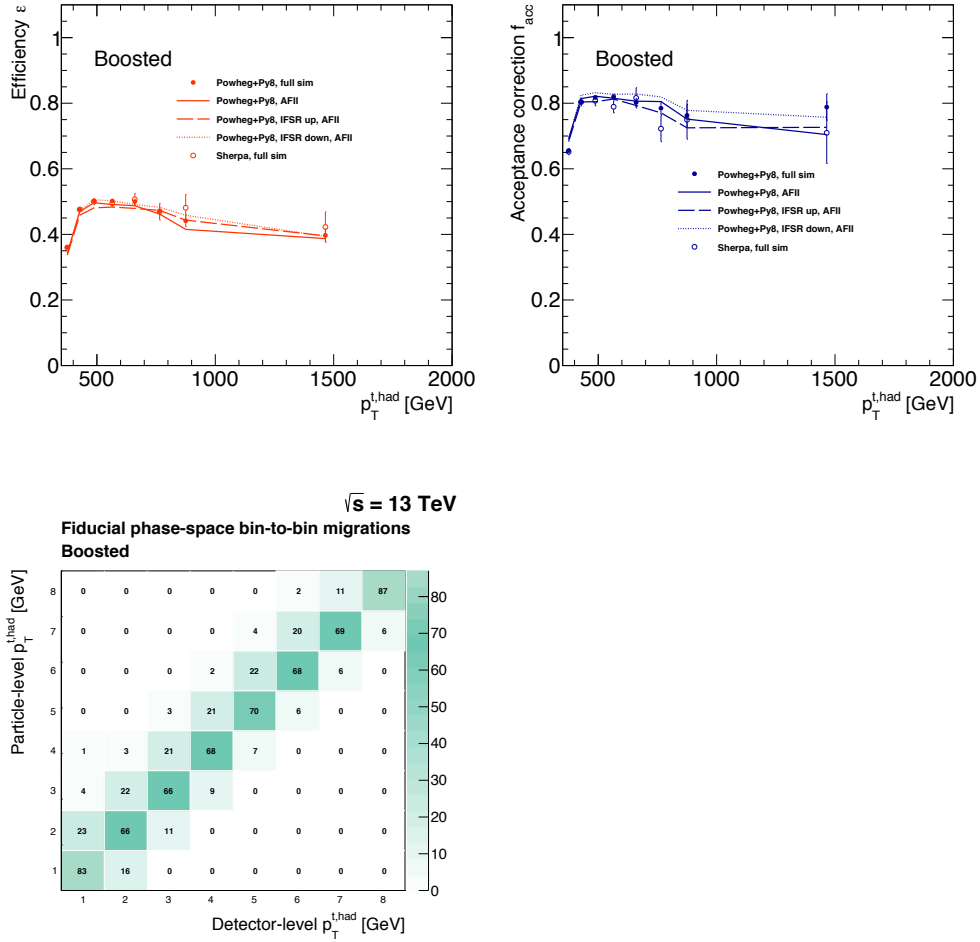 Efficiency ε
1
0.8
0.6
0.4
0.2
0
Boosted
Powheg+Py8, full sim
Powheg+Py8, AFII
Powheg+Py8, IFSR up, AFII
Powheg+Py8, IFSR down, AFII
Sherpa, full sim
500 1000 1500 2000
p_T^{t,had} [GeV]
Acceptance correction f_acc
1
0.8
0.6
0.4
0.2
0
Boosted
Powheg+Py8, full sim
Powheg+Py8, AFII
Powheg+Py8, IFSR up, AFII
Powheg+Py8, IFSR down, AFII
Sherpa, full sim
500 1000 1500 2000
p_T^{t,had} [GeV]
√s = 13 TeV
Fiducial phase-space bin-to-bin migrations
Boosted
Particle-level p_T^{t,had} [GeV]
8 0 0 0 0 0 2 11 87
7 0 0 0 0 4 20 69 6
6 0 0 0 2 22 68 6 0
5 0 0 3 21 70 6 0 0
4 1 3 21 68 7 0 0 0
3 4 22 66 9 0 0 0 0
2 23 66 11 0 0 0 0 0
1 83 16 0 0 0 0 0 0
1 2 3 4 5 6 7 8
Detector-level p_T^{t,had} [GeV]
80
70
60
50
40
30
20
10
0